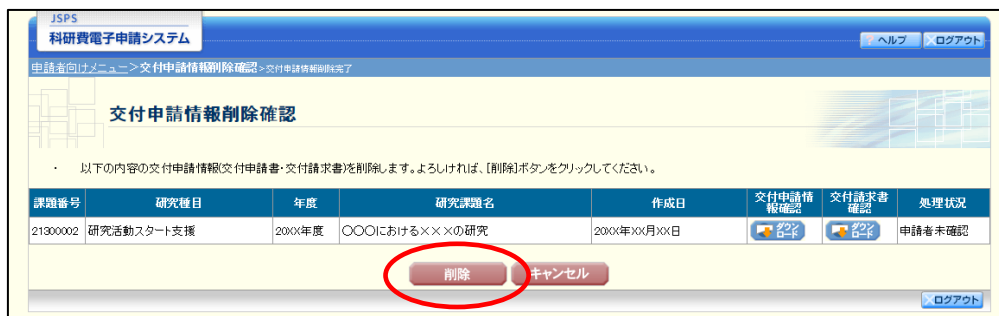 JSPS
科研費電子申請システム
ヘルプ
ログアウト
申請者向けメニュー>交付申請情報削除確認>交付申請情報削除完了
交付申請情報削除確認
・ 以下の内容の交付申請情報(交付申請書・交付請求書)を削除します。よろしければ、[削除]ボタンをクリックしてください。
課題番号 研究種目 年度 研究課題名 作成日 交付申請情報確認 交付請求書確認 処理状況
21300002 研究活動スタート支援 20XX年度 〇〇〇における×××の研究 20XX年XX月XX日 ダウンロード ダウンロード 申請者未確認
削除 キャンセル
ログアウト